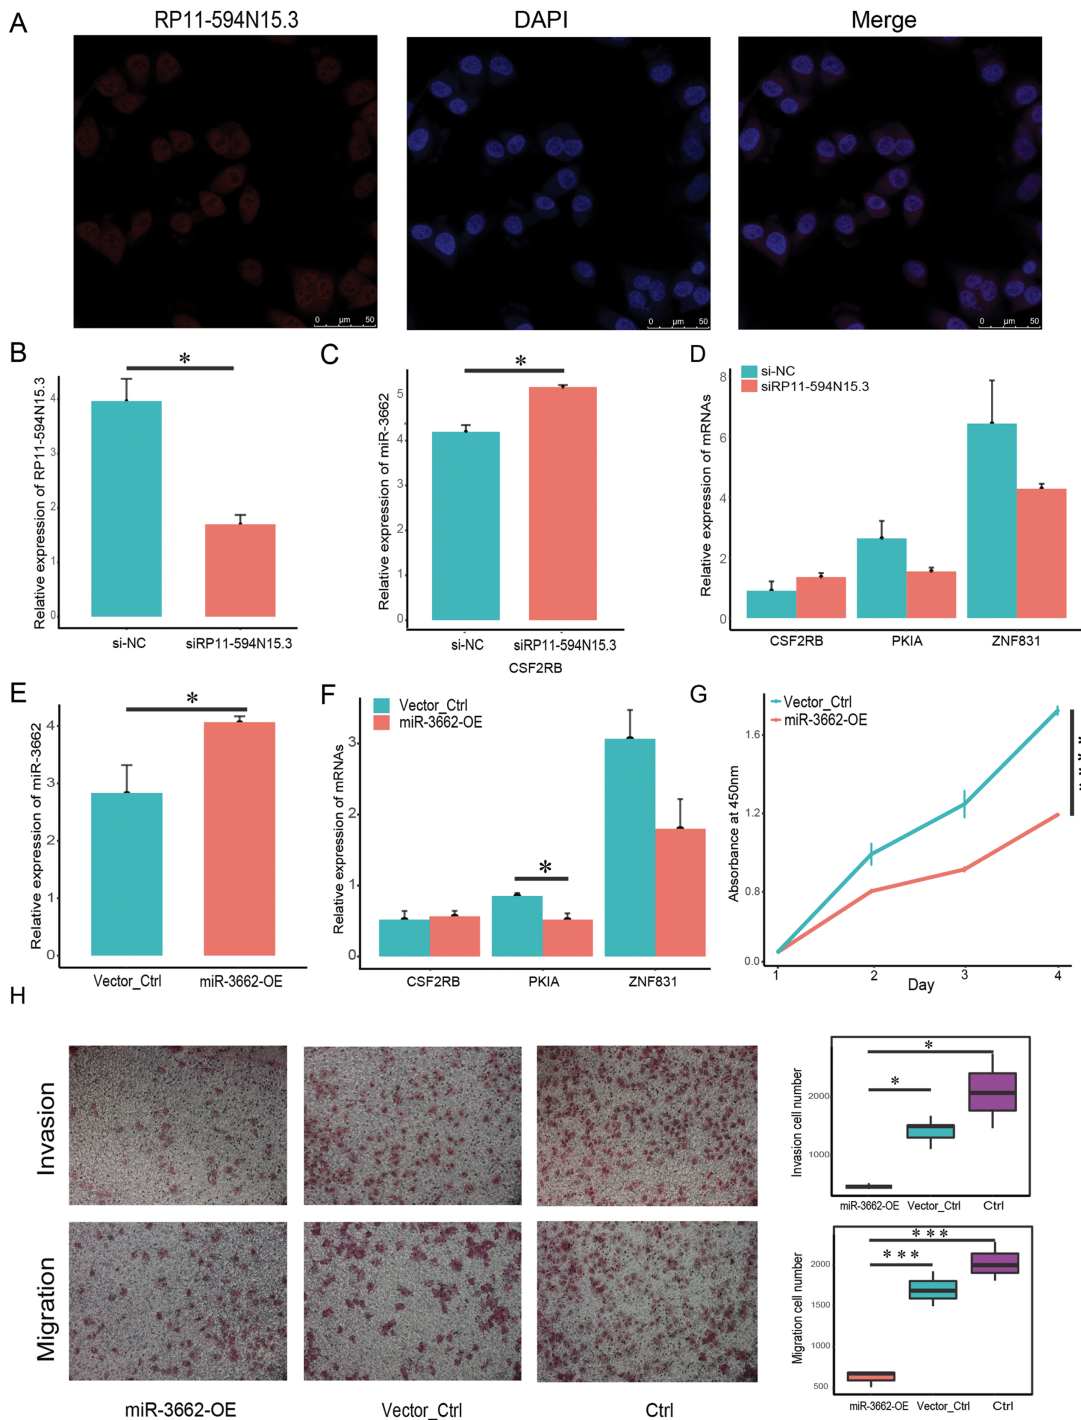 A
RP11-594N15.3
DAPI
Merge
0 µm 50
0 µm 50
0 µm 50
B
Relative expression of RP11-594N15.3
4
3
2
1
0
*
si-NC
siRP11-594N15.3
C
Relative expression of miR-3662
5
4
3
2
1
0
*
si-NC
siRP11-594N15.3
CSF2RB
D
Relative expression of mRNAs
8
6
4
2
0
si-NC
siRP11-594N15.3
CSF2RB
PKIA
ZNF831
E
Relative expression of miR-3662
4
3
2
1
0
*
Vector_Ctrl
miR-3662-OE
F
Relative expression of mRNAs
3
2
1
0
Vector_Ctrl
miR-3662-OE
*
CSF2RB
PKIA
ZNF831
G
Absorbance at 450nm
1.6
1.2
0.8
0.0
Vector_Ctrl
miR-3662-OE
1
2
3
4
Day
H
Invasion
Migration
miR-3662-OE
Vector_Ctrl
Ctrl
Invasion cell number
2000
1000
*
*
miR-3662-OE
Vector_Ctrl
Ctrl
Migration cell number
2000
1500
1000
500
***
***
miR-3662-OE
Vector_Ctrl
Ctrl